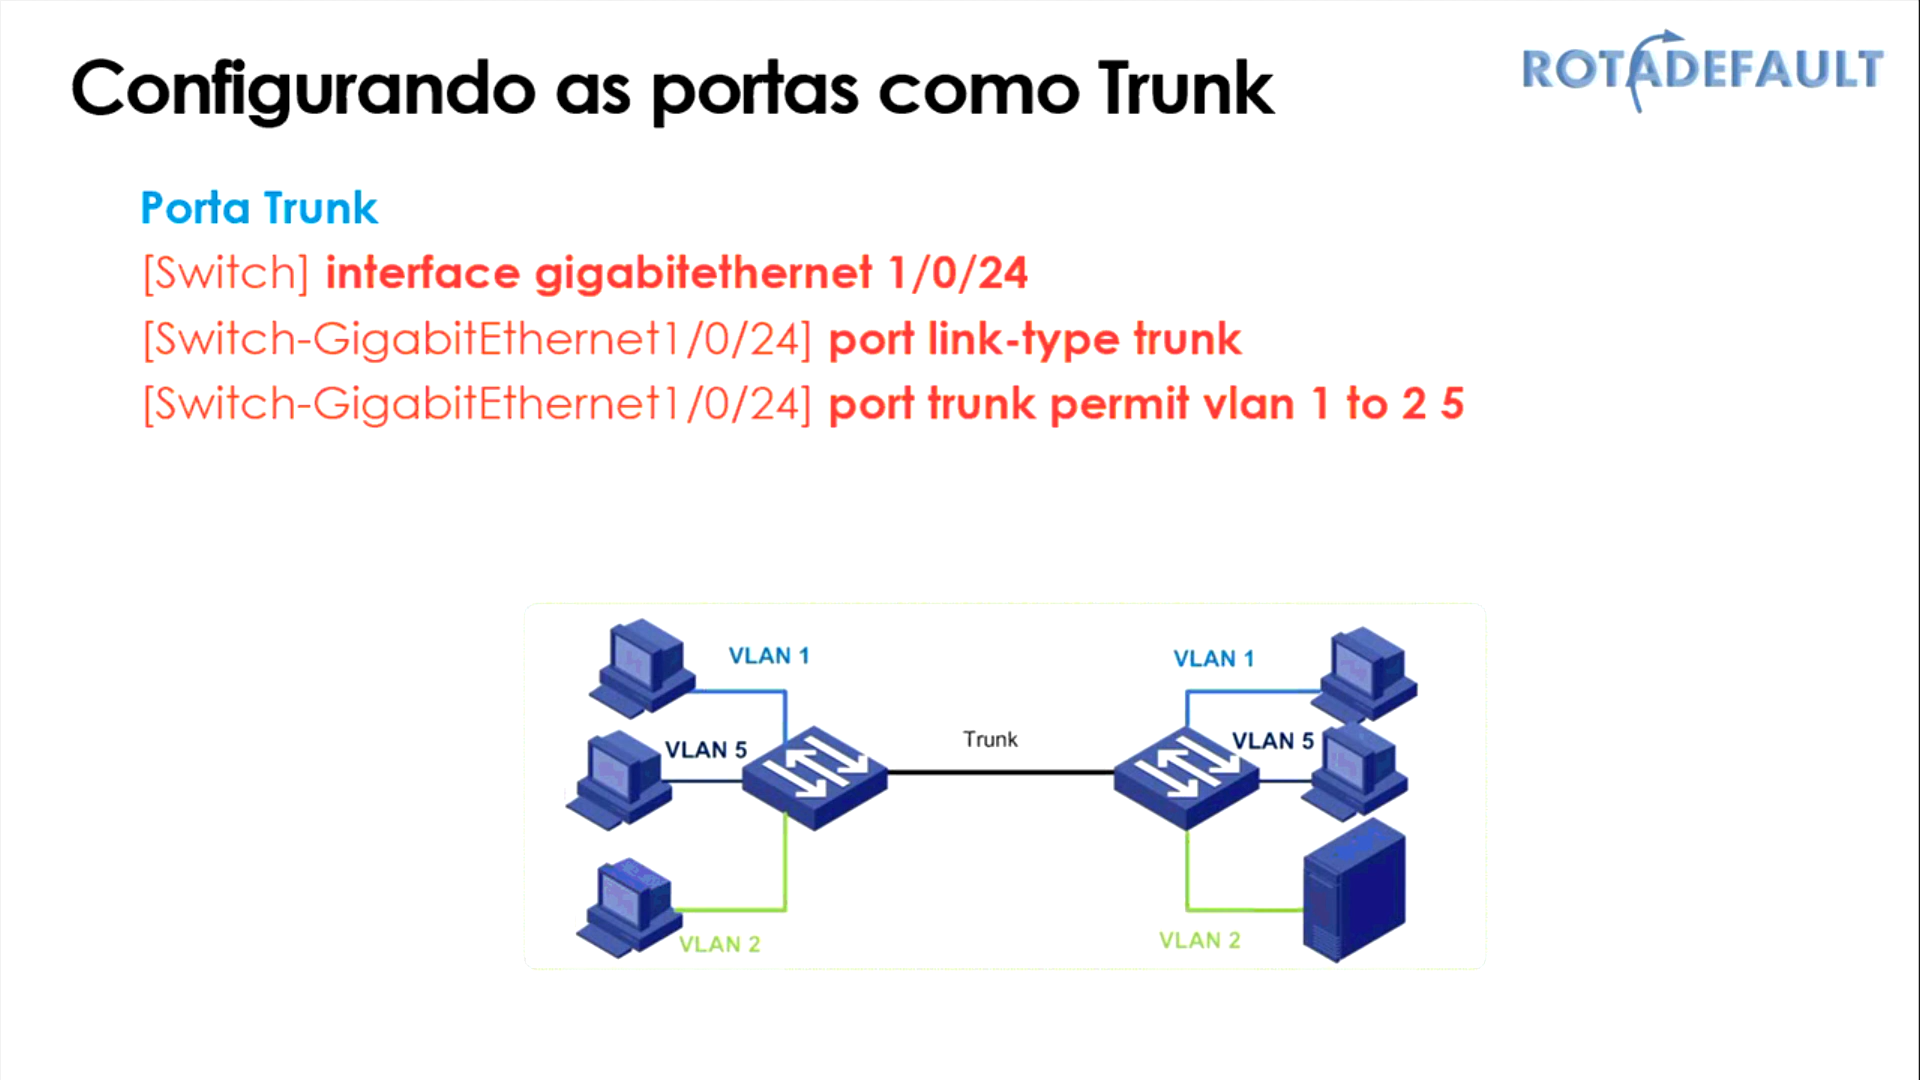 Configurando as portas como Trunk
ROTADEFAULT
Porta Trunk
[Switch] interface gigabitethernet 1/0/24
[Switch-GigabitEthernet1/0/24] port link-type trunk
[Switch-GigabitEthernet1/0/24] port trunk permit vlan 1 to 2 5
VLAN 1
VLAN 1
VLAN 5
Trunk
VLAN 5
VLAN 2
VLAN 2